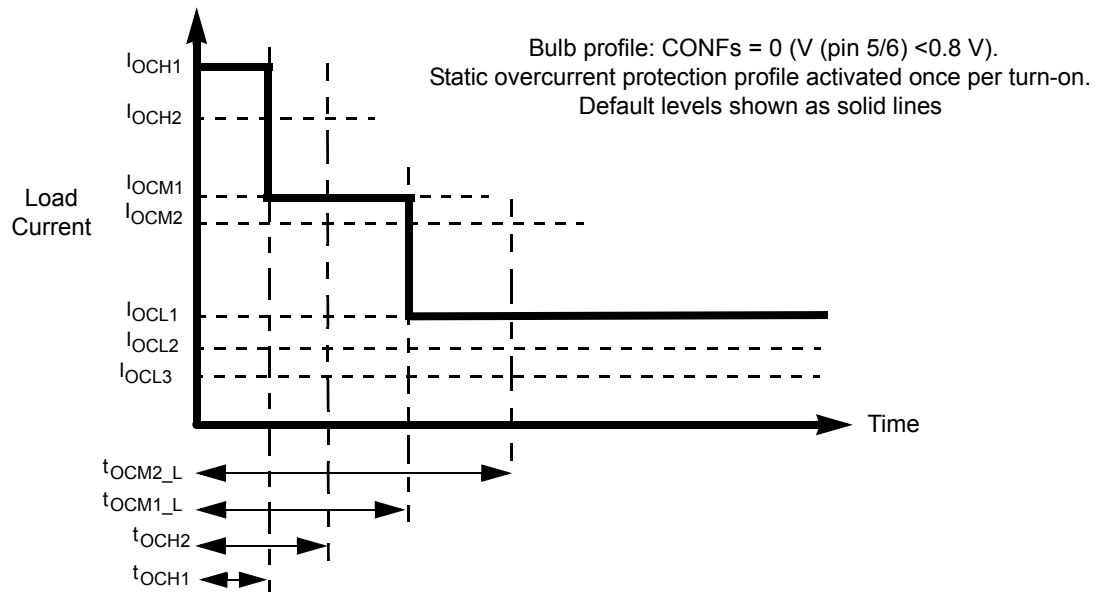 Bulb profile: CONFs = 0 (V (pin 5/6) <0.8 V).
Static overcurrent protection profile activated once per turn-on.
Default levels shown as solid lines
IOCH1
IOCH2
Load
Current
IOCM1
IOCM2
IOCL1
IOCL2
IOCL3
Time
tOCM2_L
tOCM1_L
tOCH2
tOCH1